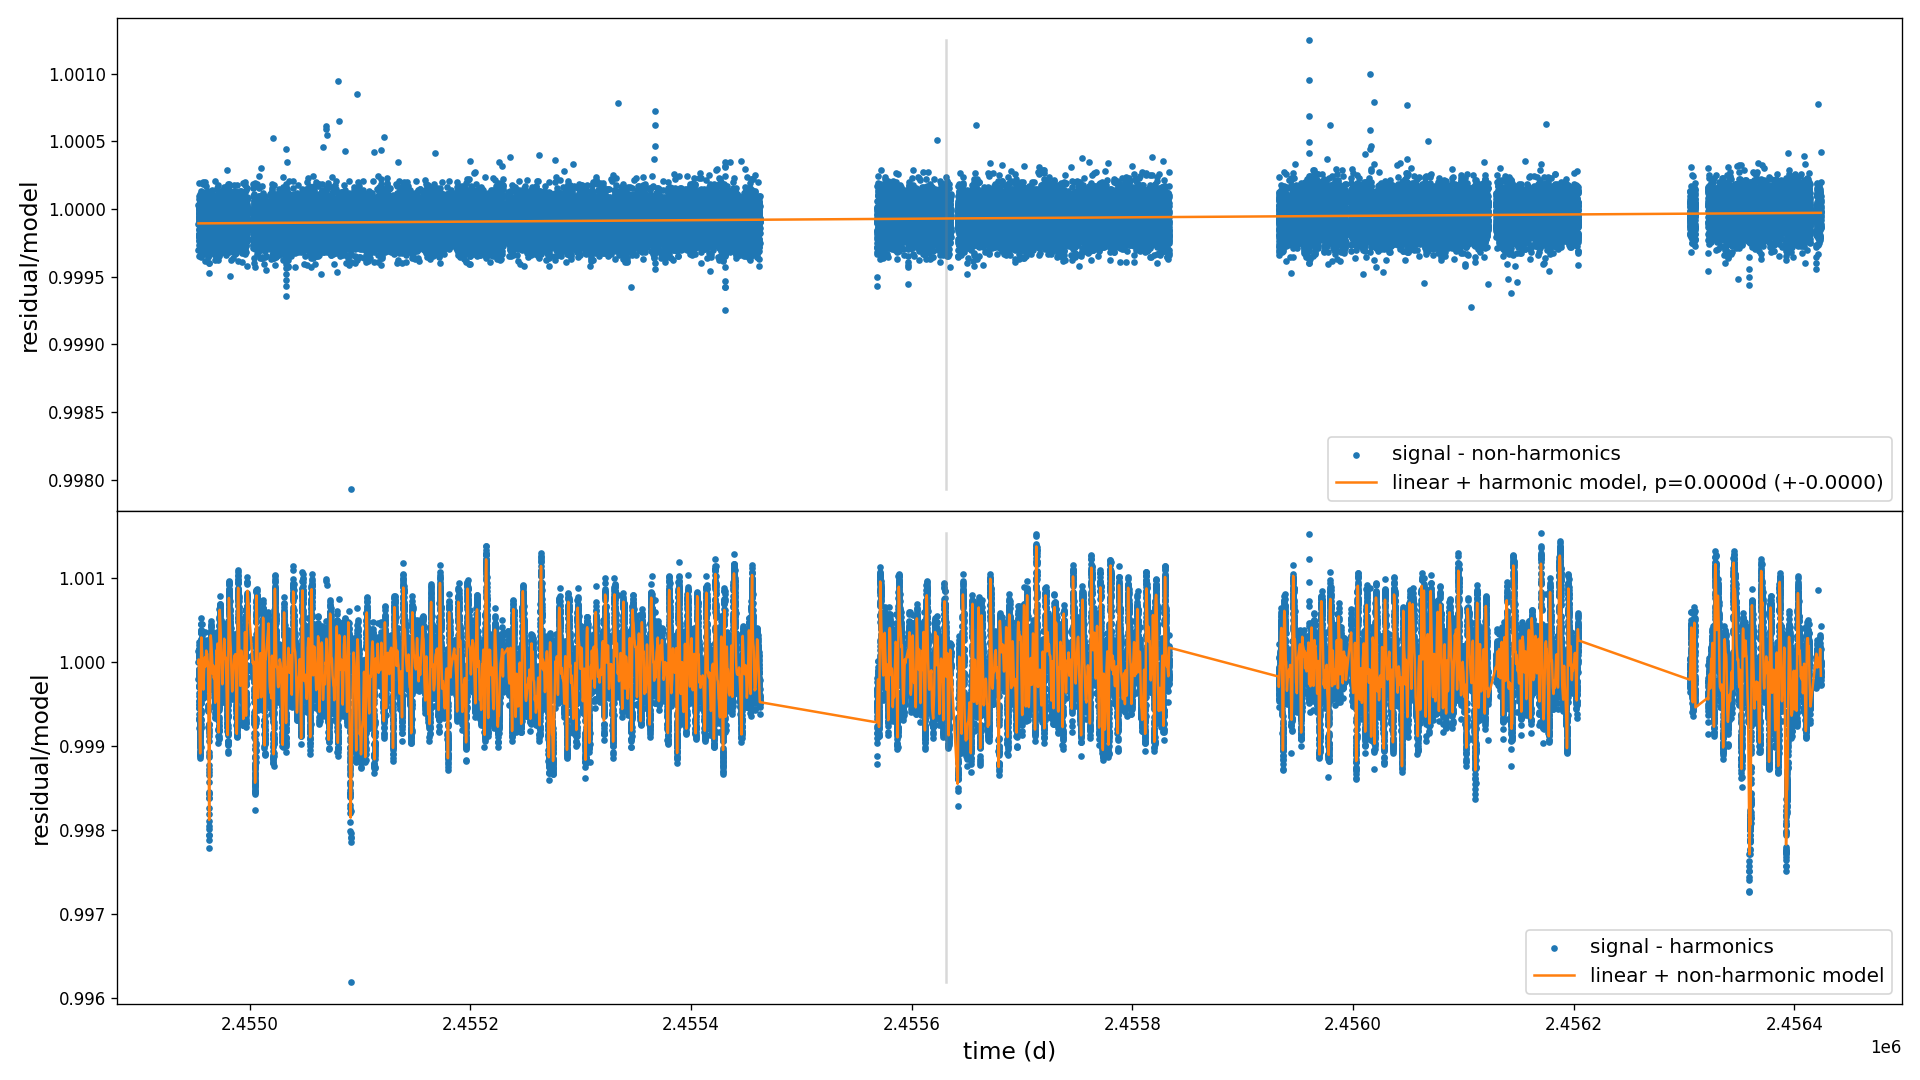 1.0010
1.0005
1.0000
0.9995
0.9990
0.9985
0.9980
residual/model
signal - non-harmonics
linear + harmonic model, p=0.0000d (+-0.0000)
1.001
1.000
0.999
0.998
0.997
0.996
residual/model
signal - harmonics
linear + non-harmonic model
2.4550 2.4552 2.4554 2.4556 2.4558 2.4560 2.4562 2.4564
time (d)
1e6